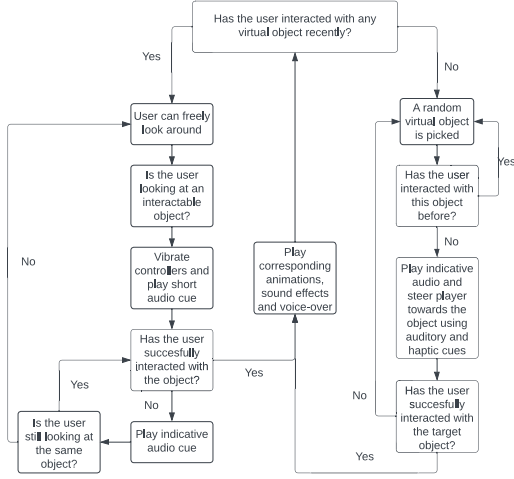 Has the user interacted with any
virtual object recently?
Yes
No
User can freely
look around
A random
virtual object
is picked
Yes
Is the user
looking at an
interactable
object?
Has the user
interacted with
this object
before?
No
No
Vibrate
controllers and
play short
audio cue
Play
corresponding
animations,
sound effects
and voice-over
Play indicative
audio and
steer player
towards the
object using
auditory and
haptic cues
Has the user
succesfully
interacted with
the object?
Yes
Yes
No
Has the user
succesfully
interacted with
the target
object?
No
Is the user
still looking at
the same
object?
Play indicative
audio cue
Yes